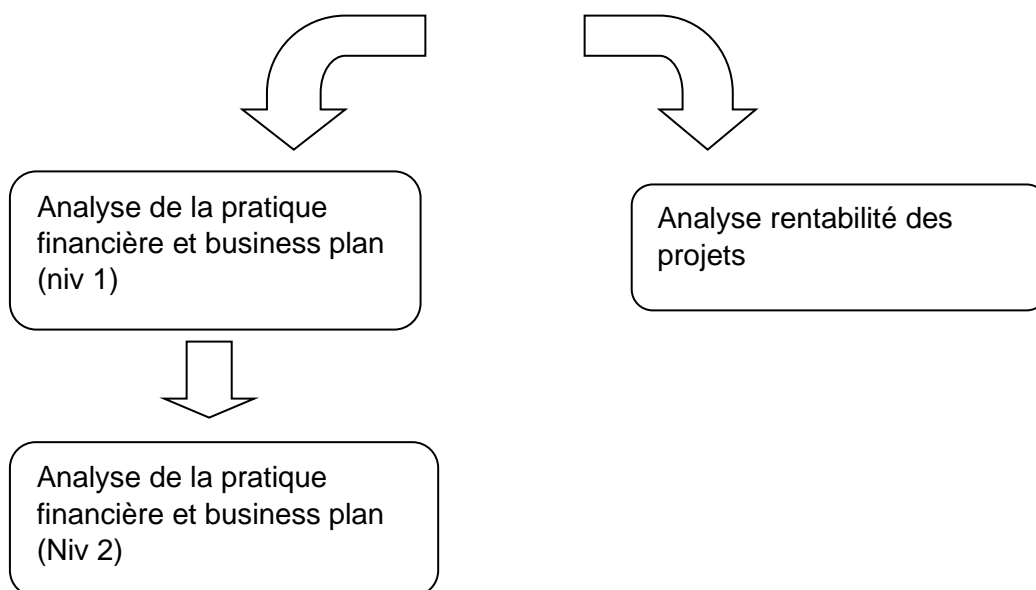 Analyse de la pratique
financière et business plan
(niv 1)
Analyse rentabilité des
projets
Analyse de la pratique
financière et business plan
(Niv 2)